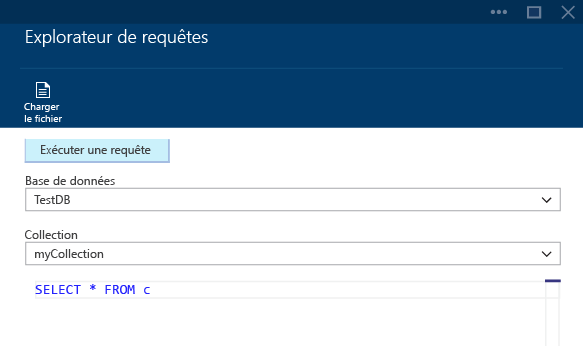 Explorateur de requêtes
Charger
le fichier
Exécuter une requête
Base de données
TestDB
Collection
myCollection
SELECT * FROM c